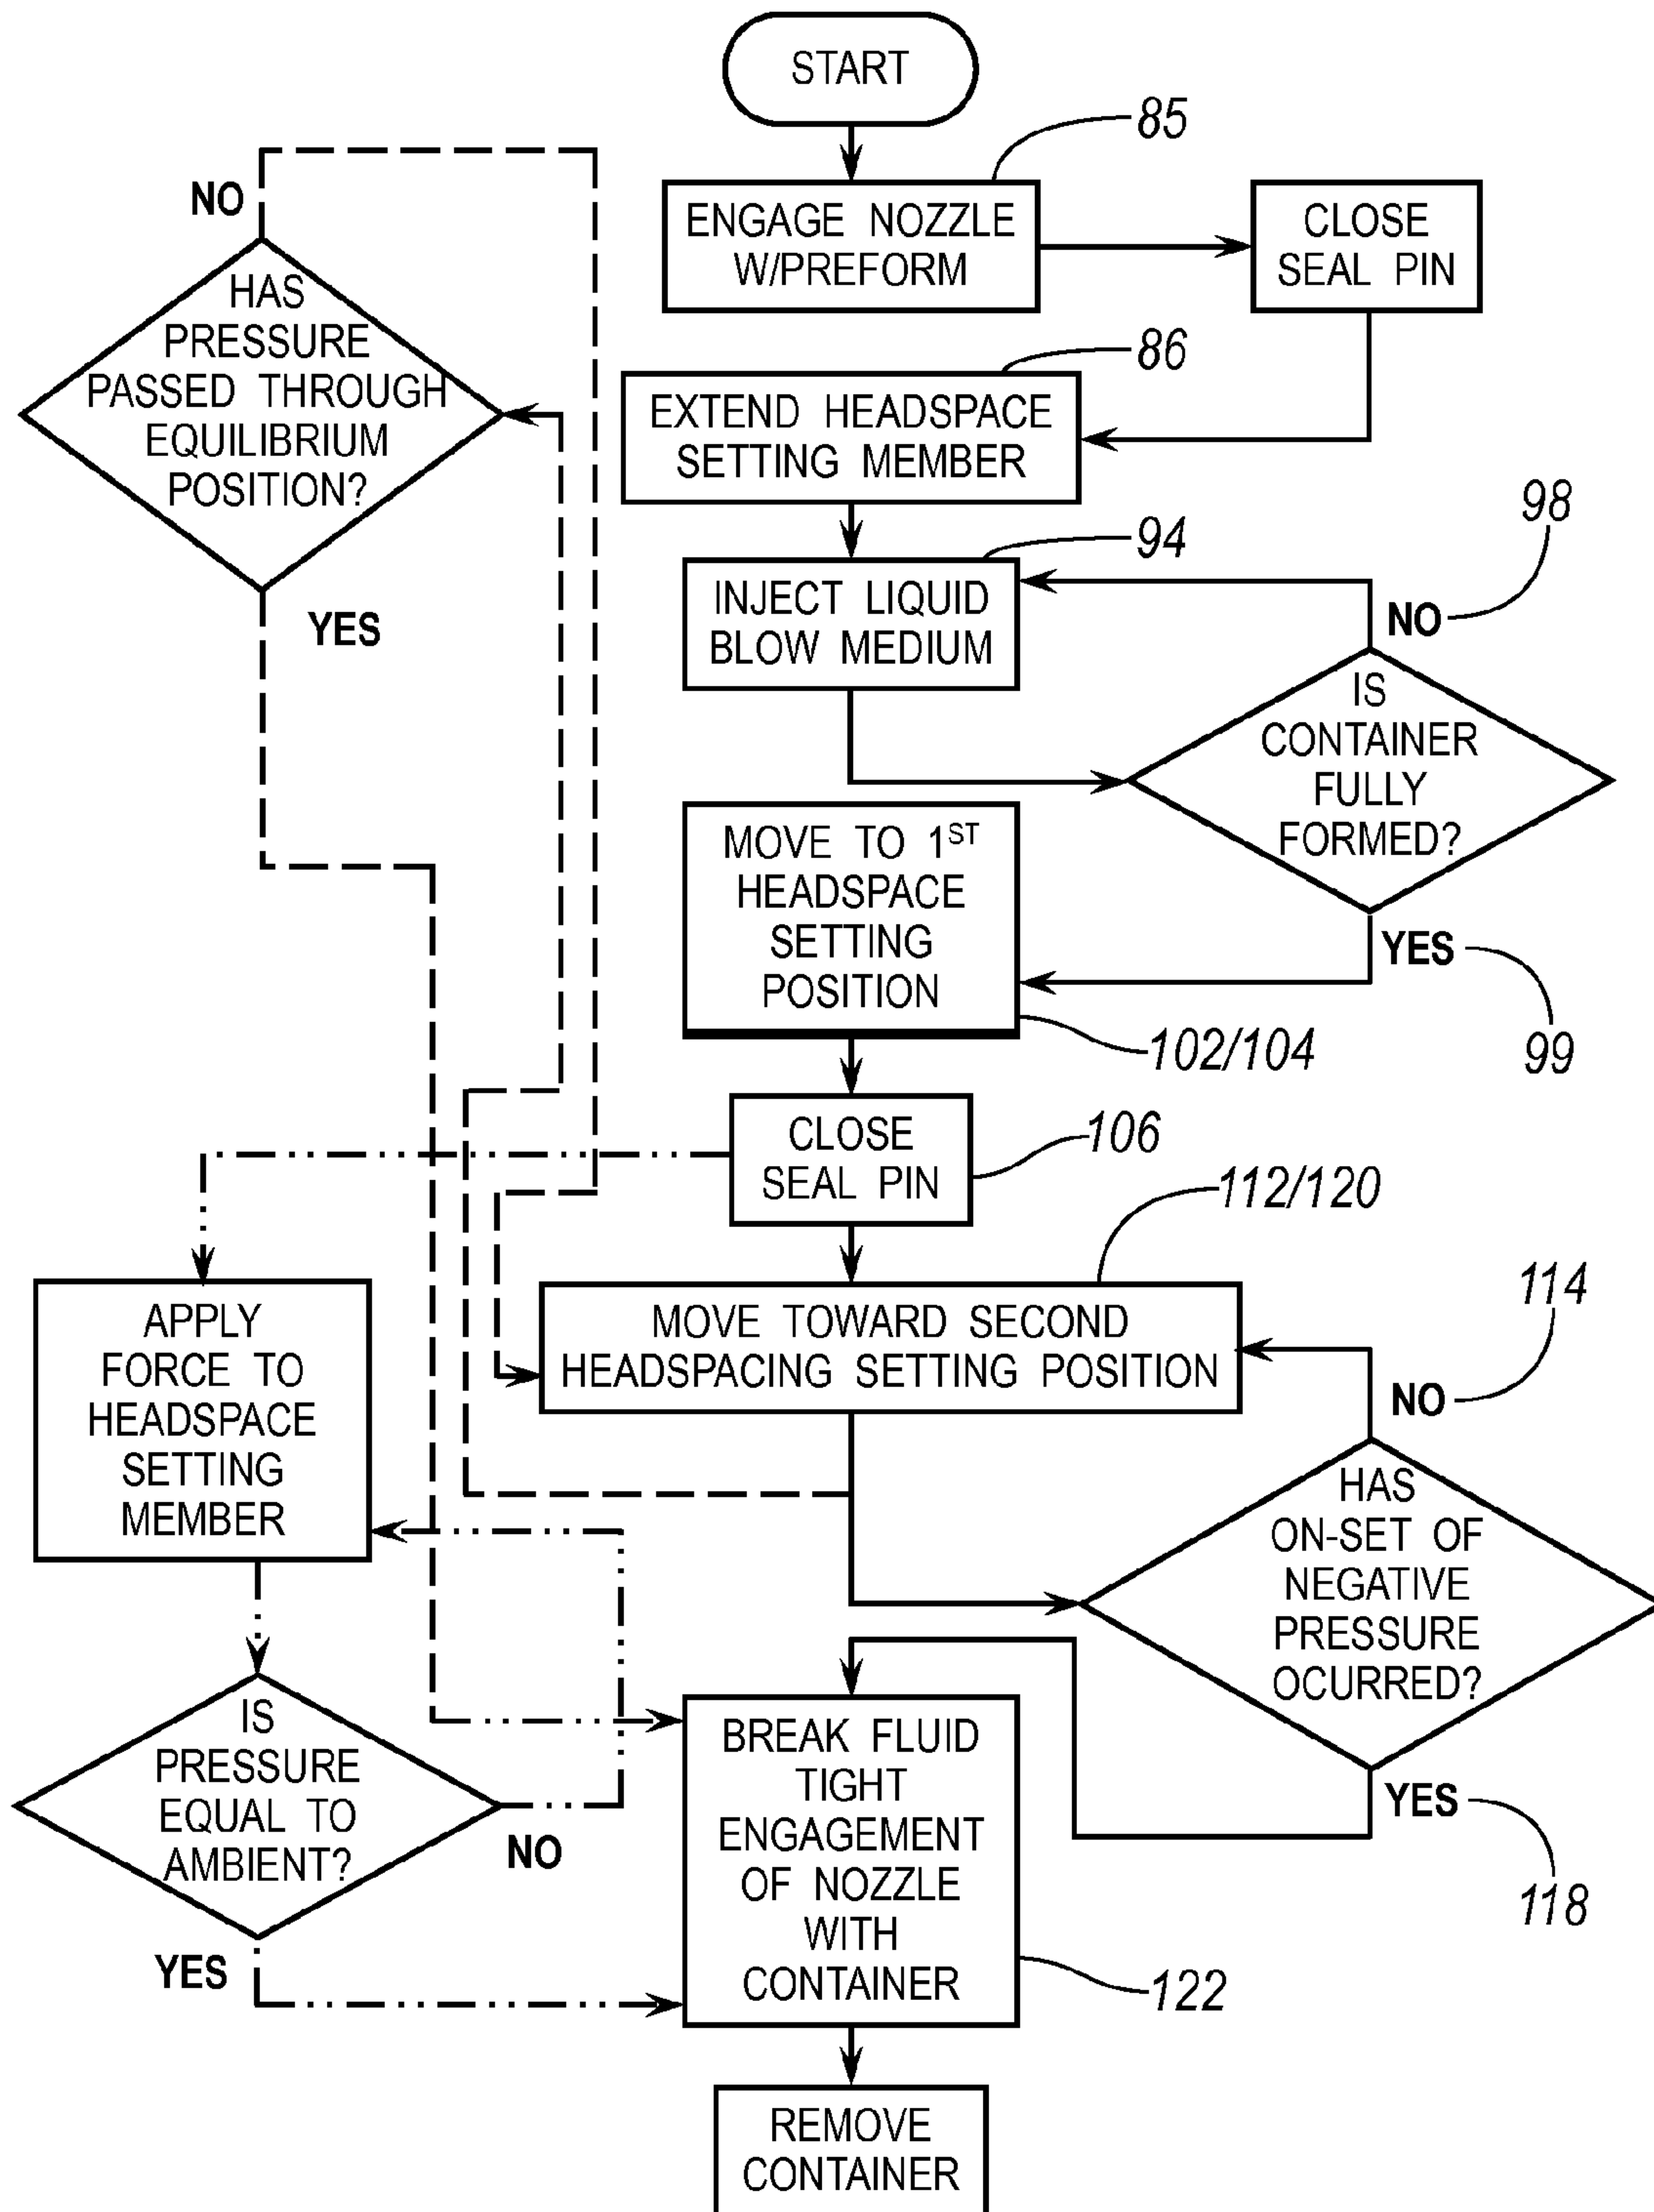 START
85
ENGAGE NOZZLE
W/PREFORM
CLOSE
SEAL PIN
NO
HAS
PRESSURE
PASSED THROUGH
EQUILIBRIUM
POSITION?
YES
86
EXTEND HEADSPACE
SETTING MEMBER
94
INJECT LIQUID
BLOW MEDIUM
98
NO
IS
CONTAINER
FULLY
FORMED?
YES
99
MOVE TO 1ST
HEADSPACE
SETTING
POSITION
102/104
CLOSE
SEAL PIN
106
112/120
MOVE TOWARD SECOND
HEADSPACING SETTING POSITION
114
NO
HAS
ON-SET OF
NEGATIVE
PRESSURE
OCURRED?
YES
118
APPLY
FORCE TO
HEADSPACE
SETTING
MEMBER
IS
PRESSURE
EQUAL TO
AMBIENT?
NO
YES
BREAK FLUID
TIGHT
ENGAGEMENT
OF NOZZLE
WITH
CONTAINER
122
REMOVE
CONTAINER